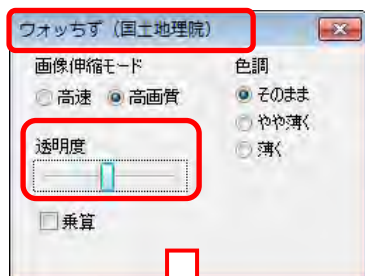 ウォッちず（国土地理院）
画像伸縮モード
高速 高画質
色調
そのまま
やや薄く
薄く
透明度
乗算